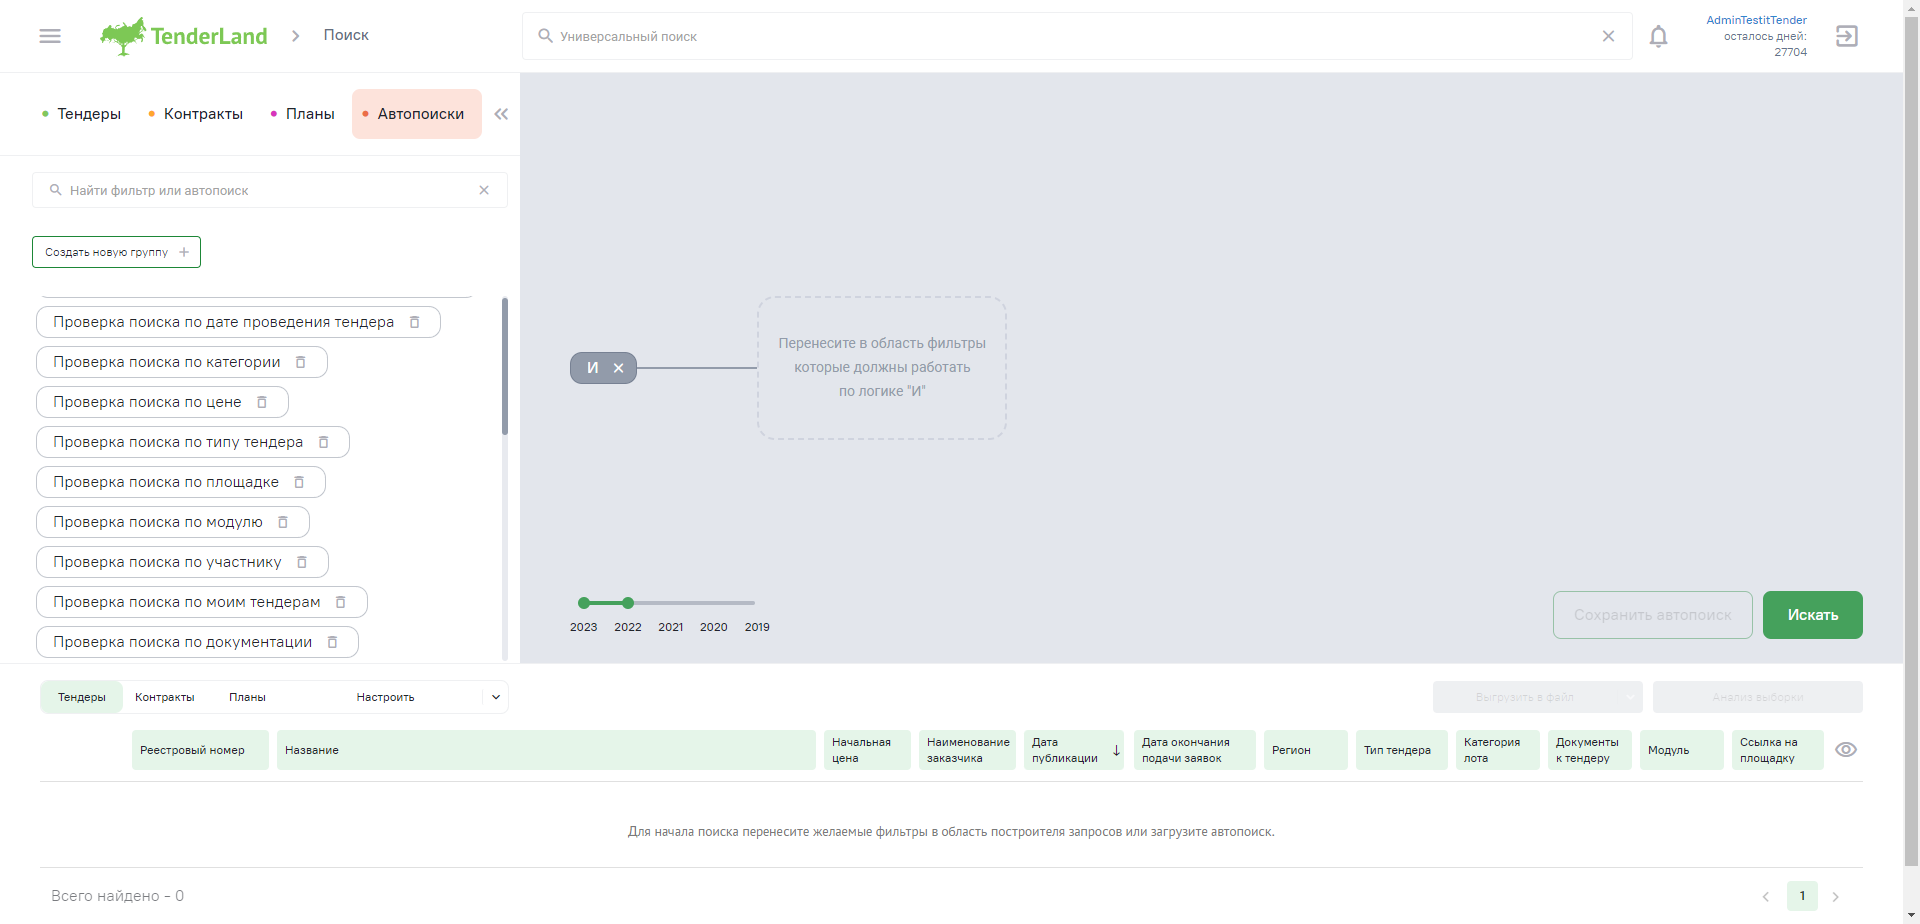 TenderLand
Поиск
Универсальный поиск
AdminTestitTender
осталось дней:
27704
Тендеры
Контракты
Планы
Автопоиски
Найти фильтр или автопоиск
Создать новую группу
Проверка поиска по дате проведения тендера
Проверка поиска по категории
Проверка поиска по цене
Проверка поиска по типу тендера
Проверка поиска по площадке
Проверка поиска по модулю
Проверка поиска по участнику
Проверка поиска по моим тендерам
Проверка поиска по документации
И
Перенесите в область фильтры
которые должны работать
по логике "И"
2023 2022 2021 2020 2019
Сохранить автопоиск
Искать
Тендеры
Контракты
Планы
Настроить
Выгрузить в файл
Анализ выборки
Реестровый номер
Название
Начальная
цена
Наименование
заказчика
Дата
публикации
Дата окончания
подачи заявок
Регион
Тип тендера
Категория
лота
Документы
к тендеру
Модуль
Ссылка на
площадку
Для начала поиска перенесите желаемые фильтры в область построителя запросов или загрузите автопоиск.
Всего найдено - 0
1